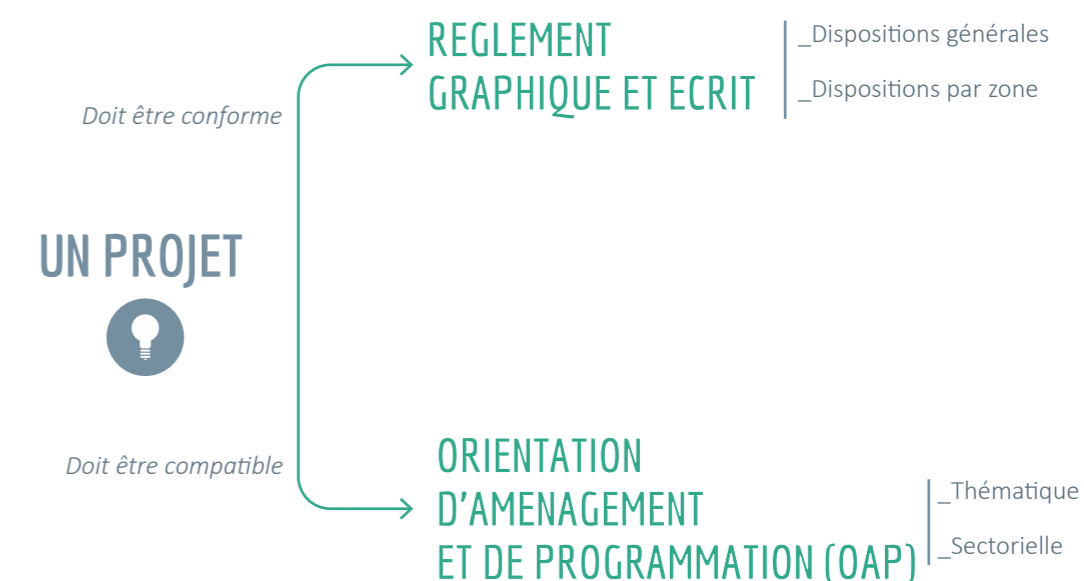 REGLEMENT
GRAPHIQUE ET ECRIT
_Dispositions générales
_Dispositions par zone
Doit être conforme
UN PROJET
Doit être compatible
ORIENTATION
D'AMENAGEMENT
ET DE PROGRAMMATION (OAP)
_Thématique
_Sectorielle